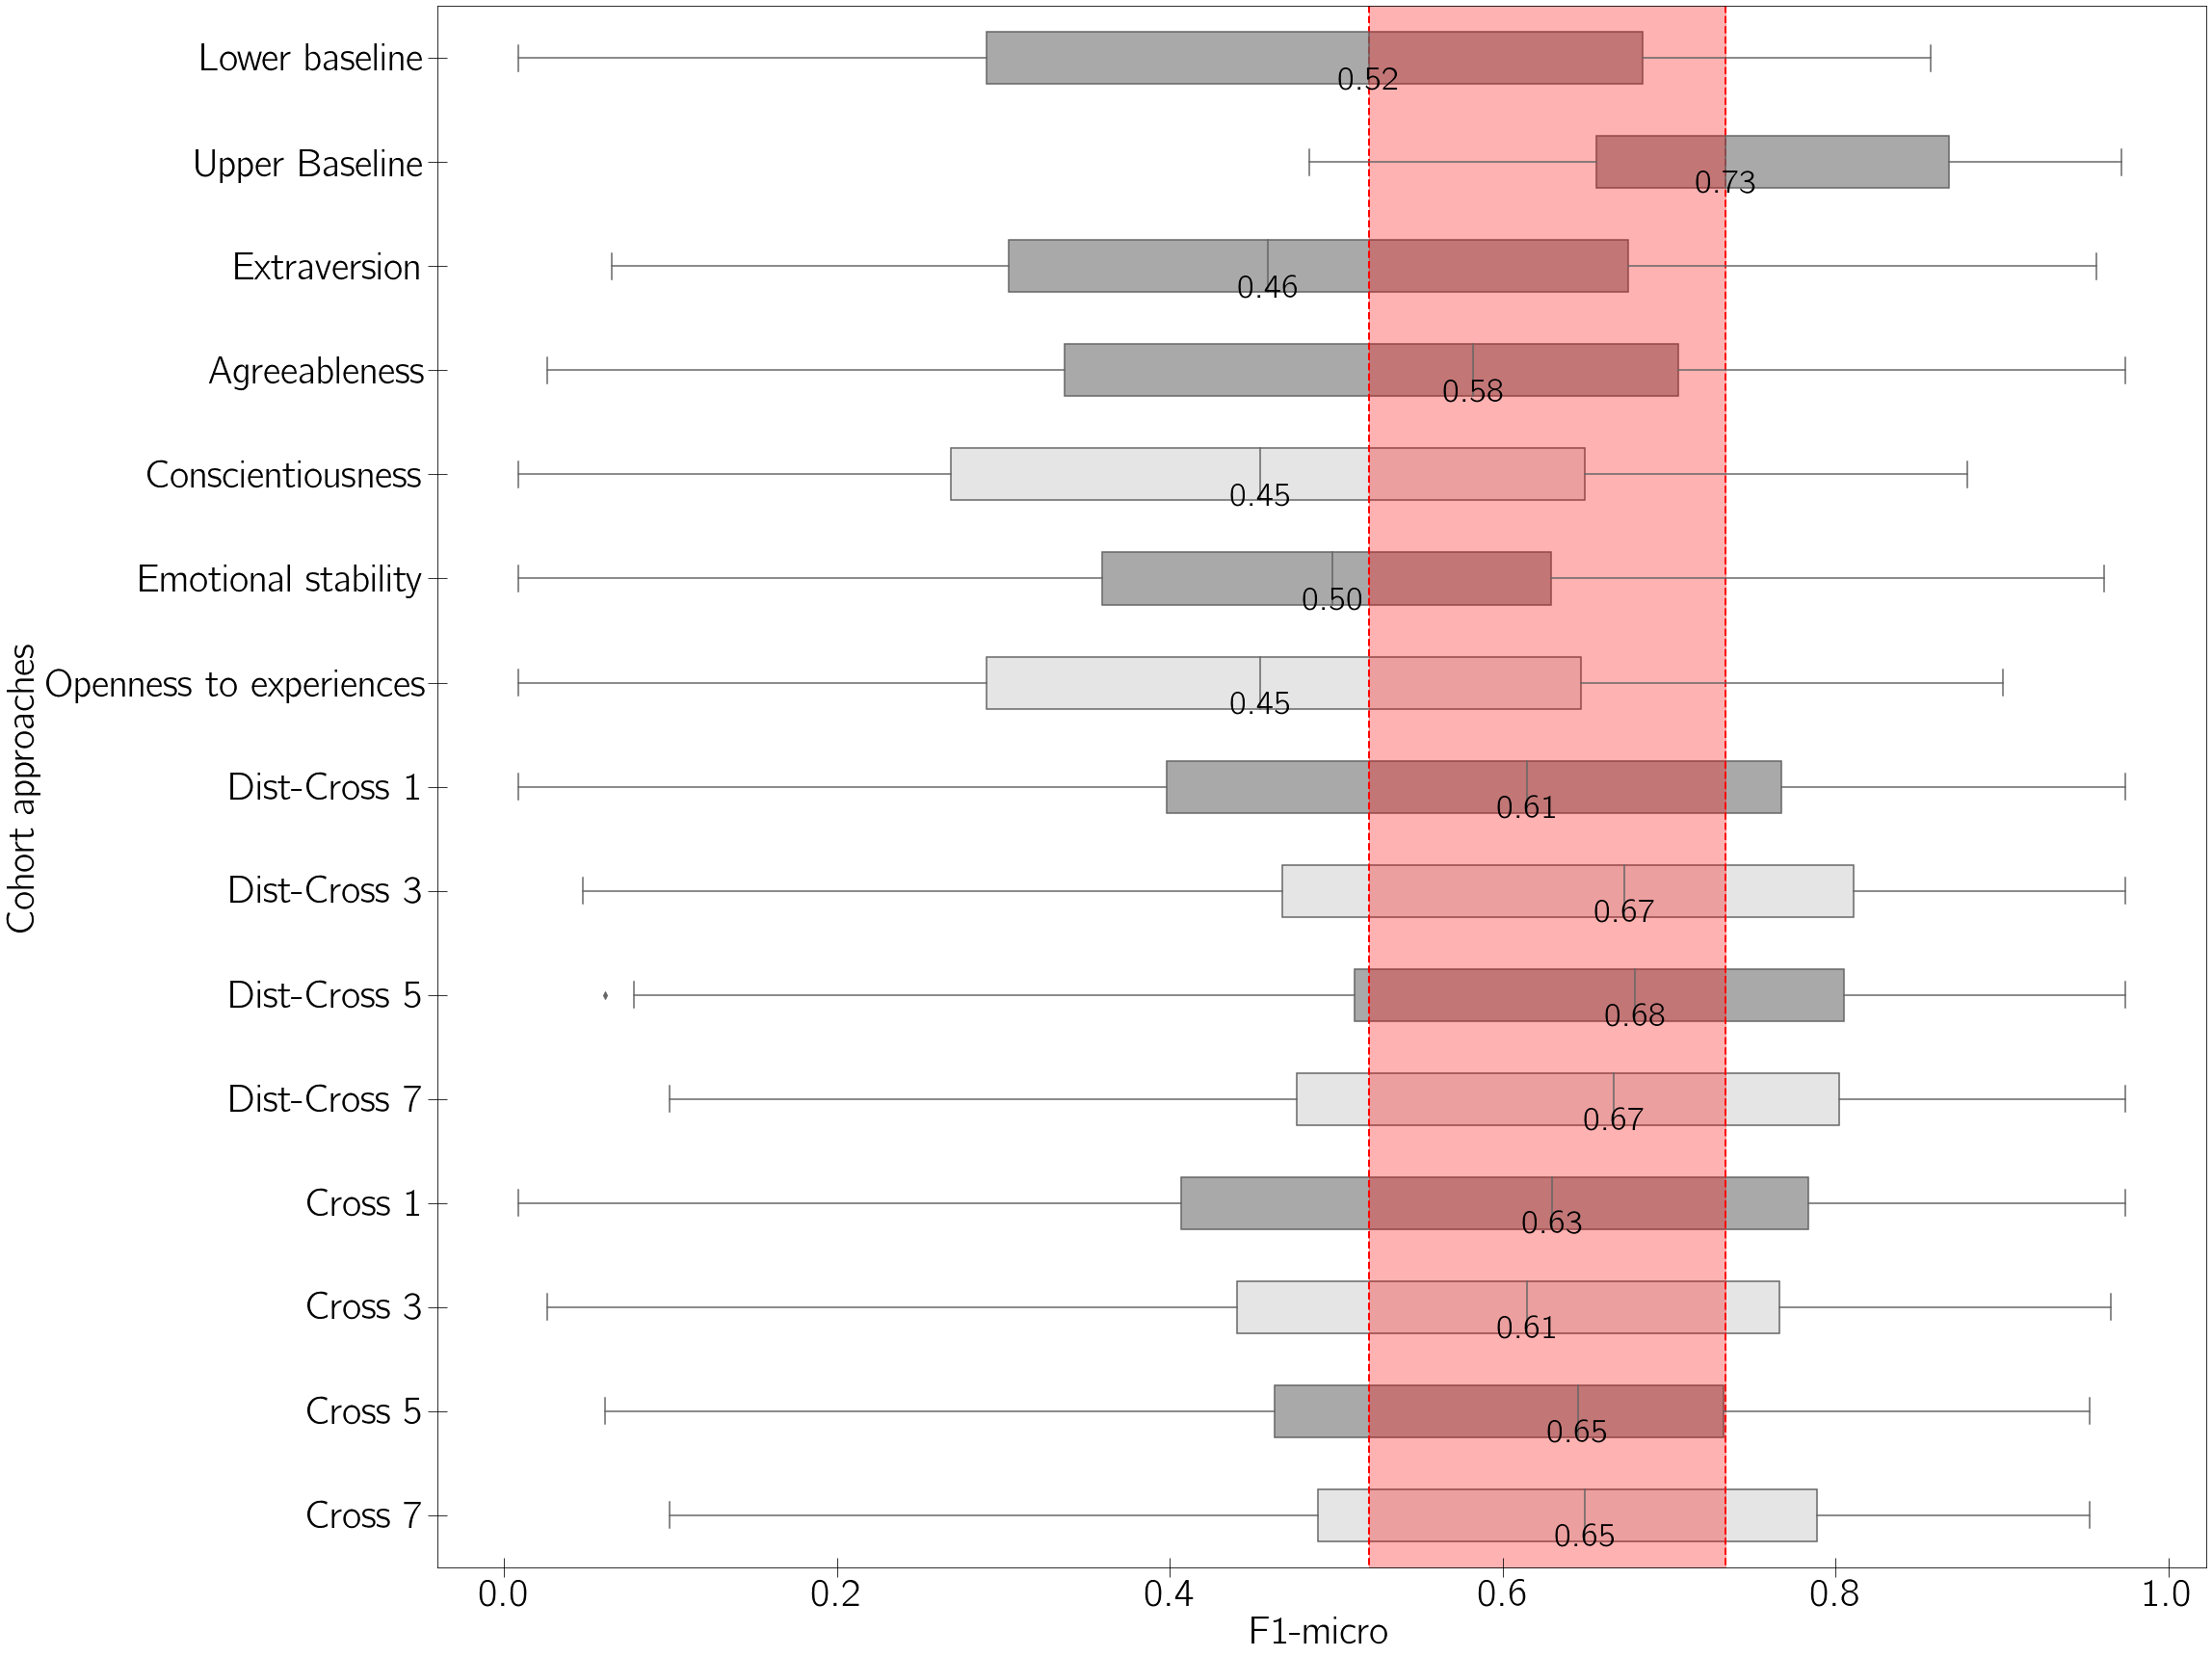 Lower baseline
0.52
Upper Baseline
0.73
Extraversion
0.46
Agreeableness
0.58
Conscientiousness
0.45
Emotional stability
0.50
Openness to experiences
0.45
Dist-Cross 1
0.61
Dist-Cross 3
0.67
Dist-Cross 5
0.68
Dist-Cross 7
0.67
Cross 1
0.63
Cross 3
0.61
Cross 5
0.65
Cross 7
0.65
Cohort approaches
0.0 0.2 0.4 0.6 0.8 1.0
F1-micro